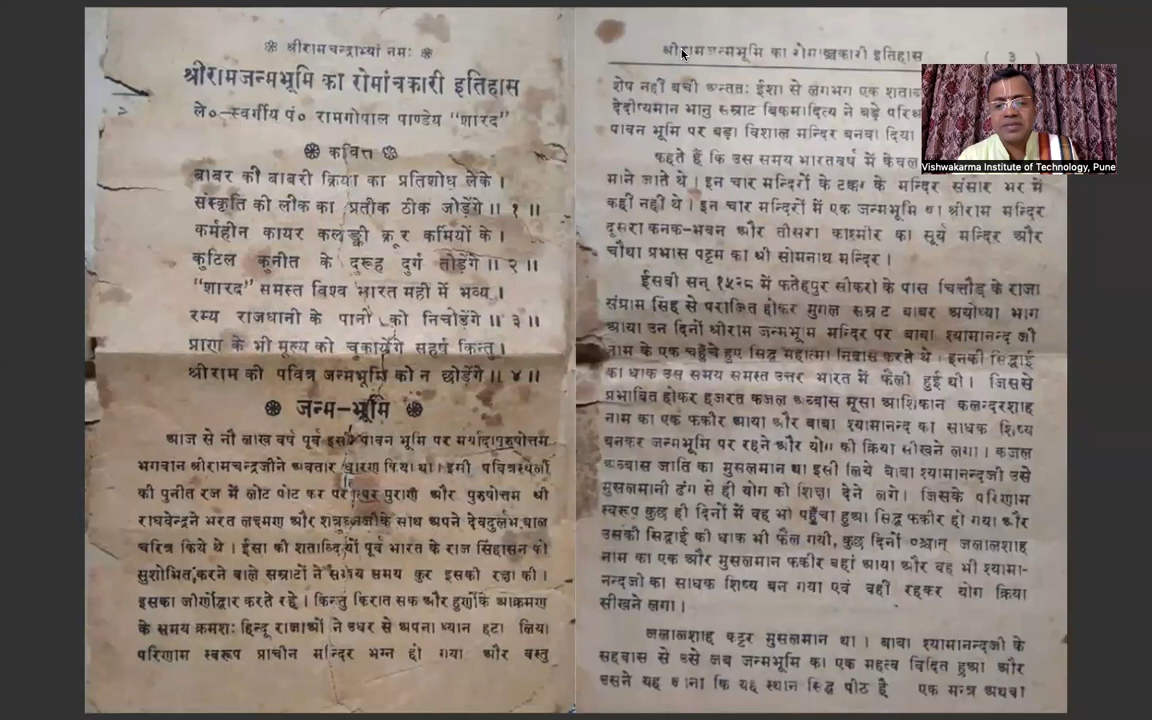 ❀ श्रीरामचन्द्राभ्यां नमः ❀
श्रीरामजन्मभूमि का रोमांचकारी इतिहास
ले०-स्वर्गीय पं० रामगोपाल पाण्डेय “शारद”
❀ कवित्त ❀
बाबर की बाबरी क्रिया का प्रतिशोध लेके ।
संस्कृति की लीक का प्रतीक ठीक जोड़ेंगे ॥ १ ॥
कर्महीन कायर कलङ्की क्रूर कमियों के ।
कुटिल कुनीत के दुरूह दुर्ग तोड़ेंगे ॥ २ ॥
“शारद” समस्त विश्व भारत मही में भव्य ।
रम्य राजधानी के पानी को निचोड़ेंगे ॥ ३ ॥
प्राण के भी मूल्य को चुकायेंगे सहर्ष किन्तु ।
श्रीराम की पवित्र जन्मभूमि को न छोड़ेंगे ॥ ४ ॥
❀ जन्म-भूमि ❀
आज से नौ लाख वर्ष पूर्व इसी पावन भूमि पर मर्यादापुरुषोत्तम
भगवान श्रीरामचन्द्रजीने अवतार धारण किया था। इसी पवित्रस्थली
की पुनीत रज में लोट पोट कर पुराण और पुरुषोत्तम श्री
राघवेन्द्रने भरत लक्ष्मण और शत्रुघ्नजीके साथ अपने देवदुर्लभ बाल
चरित्र किये थे । ईसा की शताब्दियों पूर्व भारत के राज सिंहासन को
सुशोभित करने वाले सम्राटों ने समय समय कुर इसकी रक्षा की ।
इसका जीर्णोद्धार करते रहे । किन्तु किरात सक और हुणोंके आक्रमण
के समय क्रमशः हिन्दू राजाओं ने उधर से अपना ध्यान हटा लिया
परिणाम स्वरूप प्राचीन मन्दिर भग्न हो गया और वस्तु
श्रीरामजन्मभूमि का रोमाञ्चकारी इतिहास ( ३ )
शेष नहीं बची अन्ततः ईशा से लगभग एक
देदीप्यमान भानु सम्राट बिकमादित्य ने बड़े
पावन भूमि पर बड़ा विशाल मन्दिर बनवा दिया
कहते हैं कि उस समय भारतवर्ष में केवल
माने जाते थे । इन चार मन्दिरों के टक्कर के मन्दिर संसार भर में
कहीं नहीं थे । इन चार मन्दिरों में एक जन्मभूमि था श्रीराम मन्दिर
दूसरा कनक-भवन और तीसरा काश्मीर का सूर्य मन्दिर और
चौथा प्रभास पट्टम का श्री सोमनाथ मन्दिर ।
ईसवी सन् १५२८ में फतेहपुर सीकरी के पास चित्तौड़ के राजा
संग्राम सिंह से पराजित होकर मुगल सम्राट बाबर अयोध्या भाग
आया उन दिनों श्रीराम जन्मभूमि मन्दिर पर बाबा श्यामानन्द जी
नाम के एक पहुँचे हुए सिद्ध महात्मा निवास करते थे । इनकी सिद्धाई
का धाक उस समय समस्त उत्तर भारत में फैली हुई थी । जिससे
प्रभावित होकर हजरत कजल अब्बास मूसा आशिकान कलन्दरशाह
नाम का एक फकीर आया और बाबा श्यामानन्द का साधक शिष्य
बनकर जन्मभूमि पर रहने और योग की क्रिया सीखने लगा । कजल
अब्बास जाति का मुसलमान था इसी लिये बाबा श्यामानन्दजी उसे
मुसलमानी ढंग से ही योग को शिक्षा देने लगे । जिसके परिणाम
स्वरूप कुछ ही दिनों में वह भी पहुँचा हुआ सिद्ध फकीर हो गया और
उसकी सिद्धाई की धाक भी फैल गयी, कुछ दिनों पश्चात् जलालशाह
नाम का एक और मुसलमान फकीर वहां आया और वह भी श्यामा-
नन्दजी का साधक शिष्य बन गया एवं वहीं रहकर योग क्रिया
सीखने लगा ।
जलालशाह कट्टर मुसलमान था । बाबा श्यामानन्दजी के
सहवास से उसे जब जन्मभूमि का एक महत्व विदित हुआ और
उसने यह जाना कि यह स्थान सिद्ध पीठ है एक मन्त्र अथवा
Vishwakarma Institute of Technology, Pune